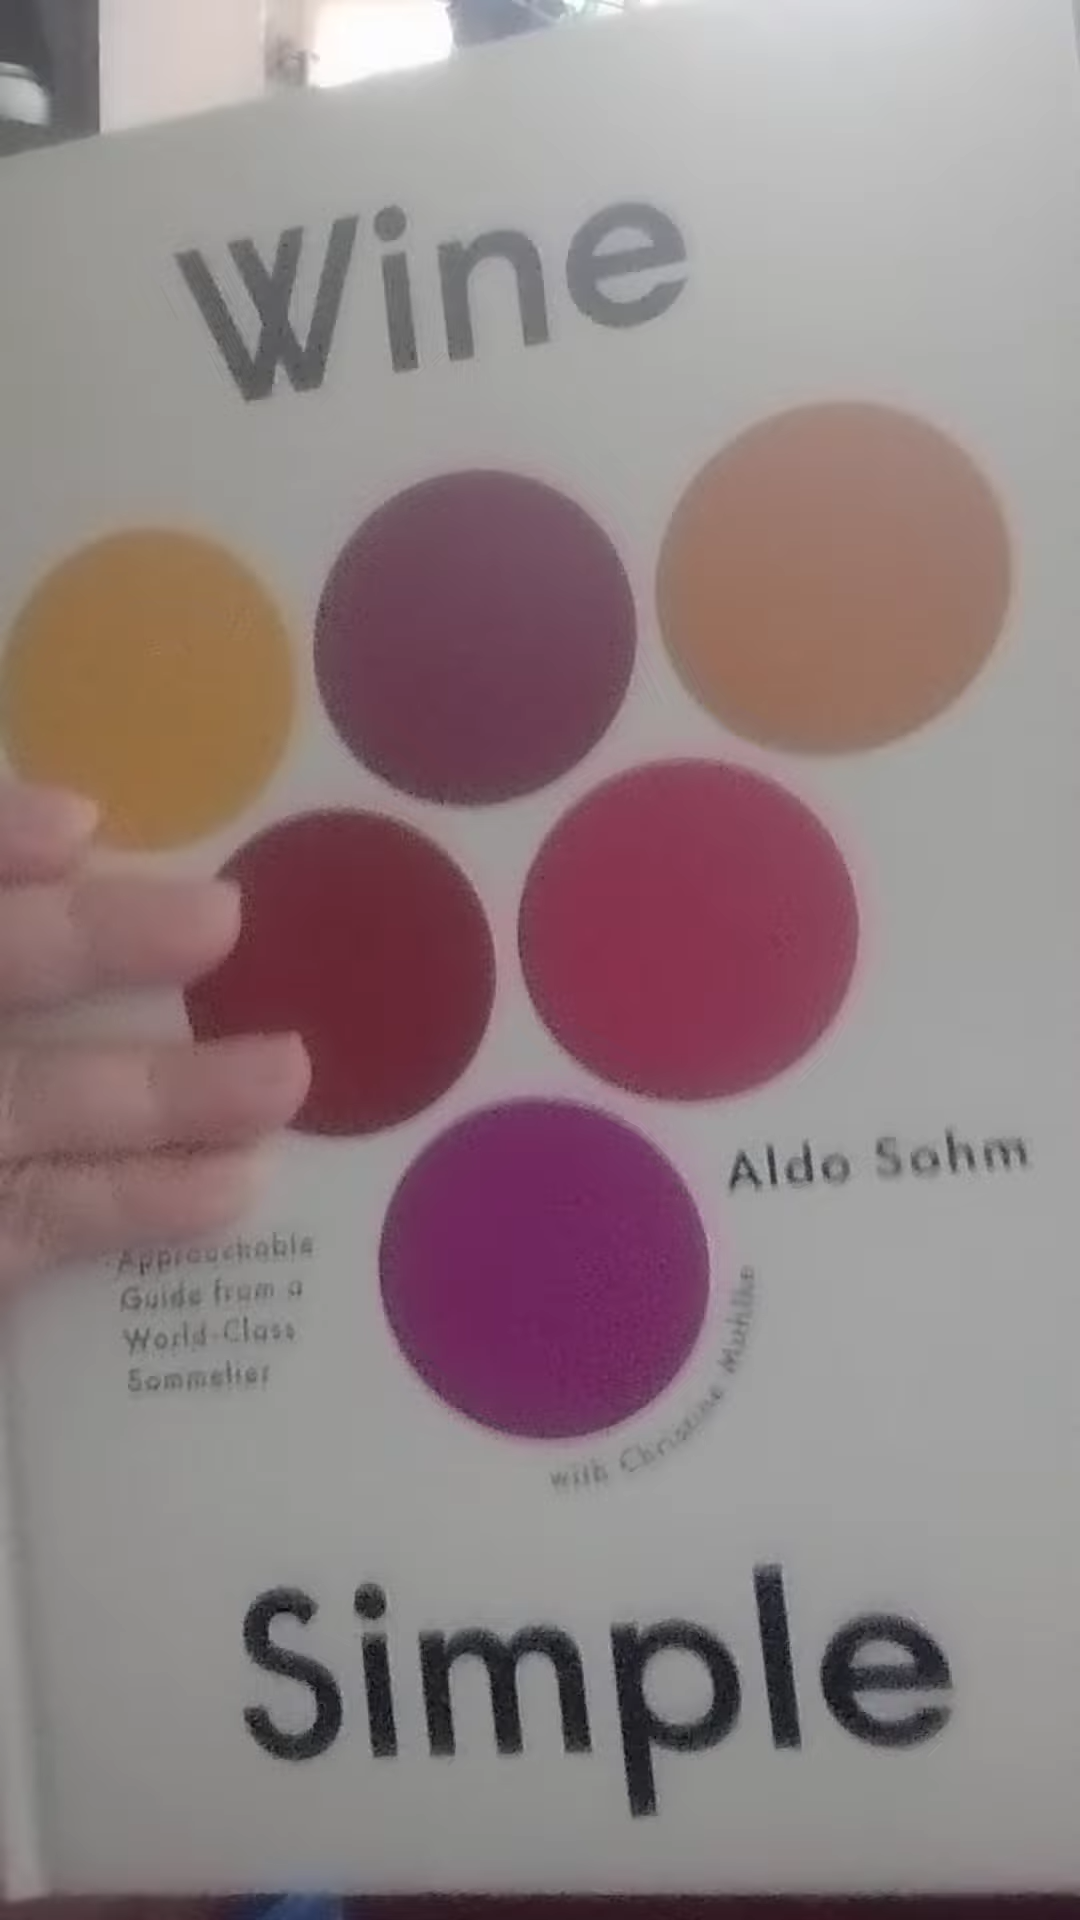 Wine
Aldo Sohm
Approachable
Guide from a
World-Class
Sommelier
with Christine Muhlke
Simple